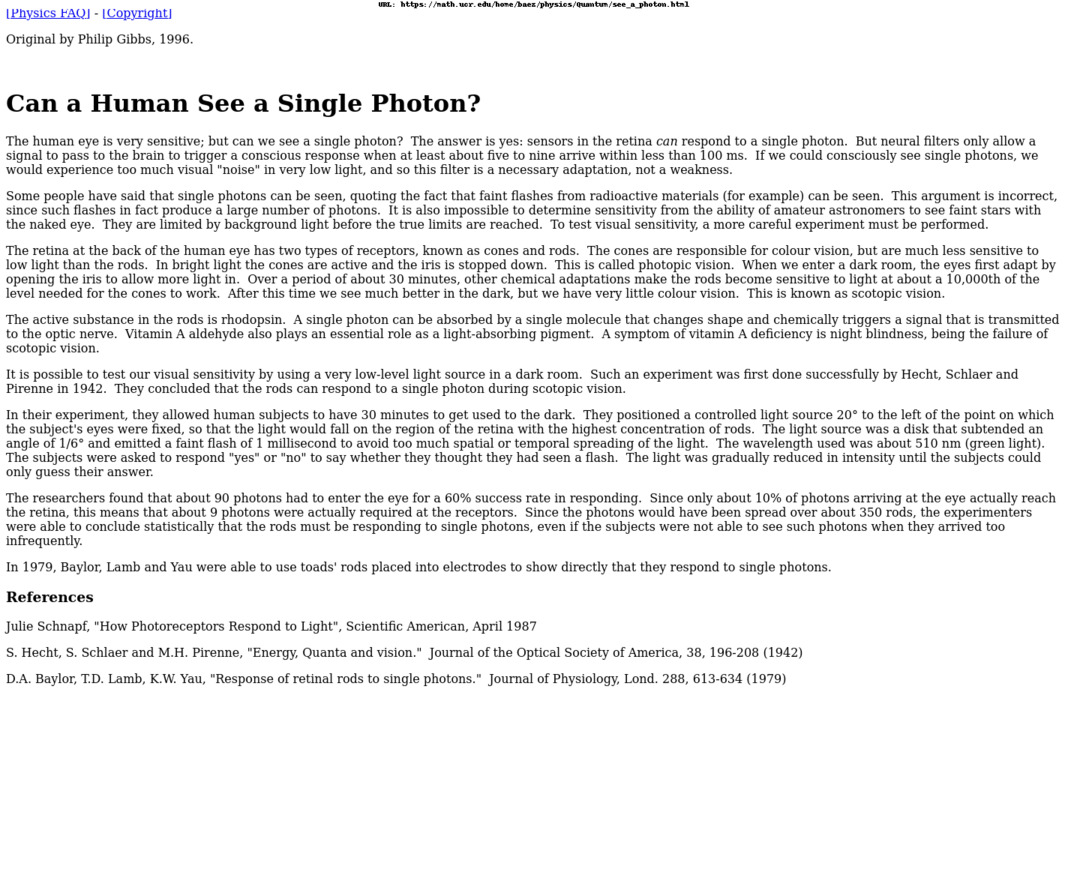 URL: https://math.ucr.edu/home/baez/physics/Quantum/see_a_photon.html
[Physics FAQ] - [Copyright]
Original by Philip Gibbs, 1996.
Can a Human See a Single Photon?
The human eye is very sensitive; but can we see a single photon?  The answer is yes: sensors in the retina can respond to a single photon.  But neural filters only allow a
signal to pass to the brain to trigger a conscious response when at least about five to nine arrive within less than 100 ms.  If we could consciously see single photons, we
would experience too much visual "noise" in very low light, and so this filter is a necessary adaptation, not a weakness.
Some people have said that single photons can be seen, quoting the fact that faint flashes from radioactive materials (for example) can be seen.  This argument is incorrect,
since such flashes in fact produce a large number of photons.  It is also impossible to determine sensitivity from the ability of amateur astronomers to see faint stars with
the naked eye.  They are limited by background light before the true limits are reached.  To test visual sensitivity, a more careful experiment must be performed.
The retina at the back of the human eye has two types of receptors, known as cones and rods.  The cones are responsible for colour vision, but are much less sensitive to
low light than the rods.  In bright light the cones are active and the iris is stopped down.  This is called photopic vision.  When we enter a dark room, the eyes first adapt by
opening the iris to allow more light in.  Over a period of about 30 minutes, other chemical adaptations make the rods become sensitive to light at about a 10,000th of the
level needed for the cones to work.  After this time we see much better in the dark, but we have very little colour vision.  This is known as scotopic vision.
The active substance in the rods is rhodopsin.  A single photon can be absorbed by a single molecule that changes shape and chemically triggers a signal that is transmitted
to the optic nerve.  Vitamin A aldehyde also plays an essential role as a light-absorbing pigment.  A symptom of vitamin A deficiency is night blindness, being the failure of
scotopic vision.
It is possible to test our visual sensitivity by using a very low-level light source in a dark room.  Such an experiment was first done successfully by Hecht, Schlaer and
Pirenne in 1942.  They concluded that the rods can respond to a single photon during scotopic vision.
In their experiment, they allowed human subjects to have 30 minutes to get used to the dark.  They positioned a controlled light source 20° to the left of the point on which
the subject's eyes were fixed, so that the light would fall on the region of the retina with the highest concentration of rods.  The light source was a disk that subtended an
angle of 1/6° and emitted a faint flash of 1 millisecond to avoid too much spatial or temporal spreading of the light.  The wavelength used was about 510 nm (green light).
The subjects were asked to respond "yes" or "no" to say whether they thought they had seen a flash.  The light was gradually reduced in intensity until the subjects could
only guess their answer.
The researchers found that about 90 photons had to enter the eye for a 60% success rate in responding.  Since only about 10% of photons arriving at the eye actually reach
the retina, this means that about 9 photons were actually required at the receptors.  Since the photons would have been spread over about 350 rods, the experimenters
were able to conclude statistically that the rods must be responding to single photons, even if the subjects were not able to see such photons when they arrived too
infrequently.
In 1979, Baylor, Lamb and Yau were able to use toads' rods placed into electrodes to show directly that they respond to single photons.
References
Julie Schnapf, "How Photoreceptors Respond to Light", Scientific American, April 1987
S. Hecht, S. Schlaer and M.H. Pirenne, "Energy, Quanta and vision."  Journal of the Optical Society of America, 38, 196-208 (1942)
D.A. Baylor, T.D. Lamb, K.W. Yau, "Response of retinal rods to single photons."  Journal of Physiology, Lond. 288, 613-634 (1979)